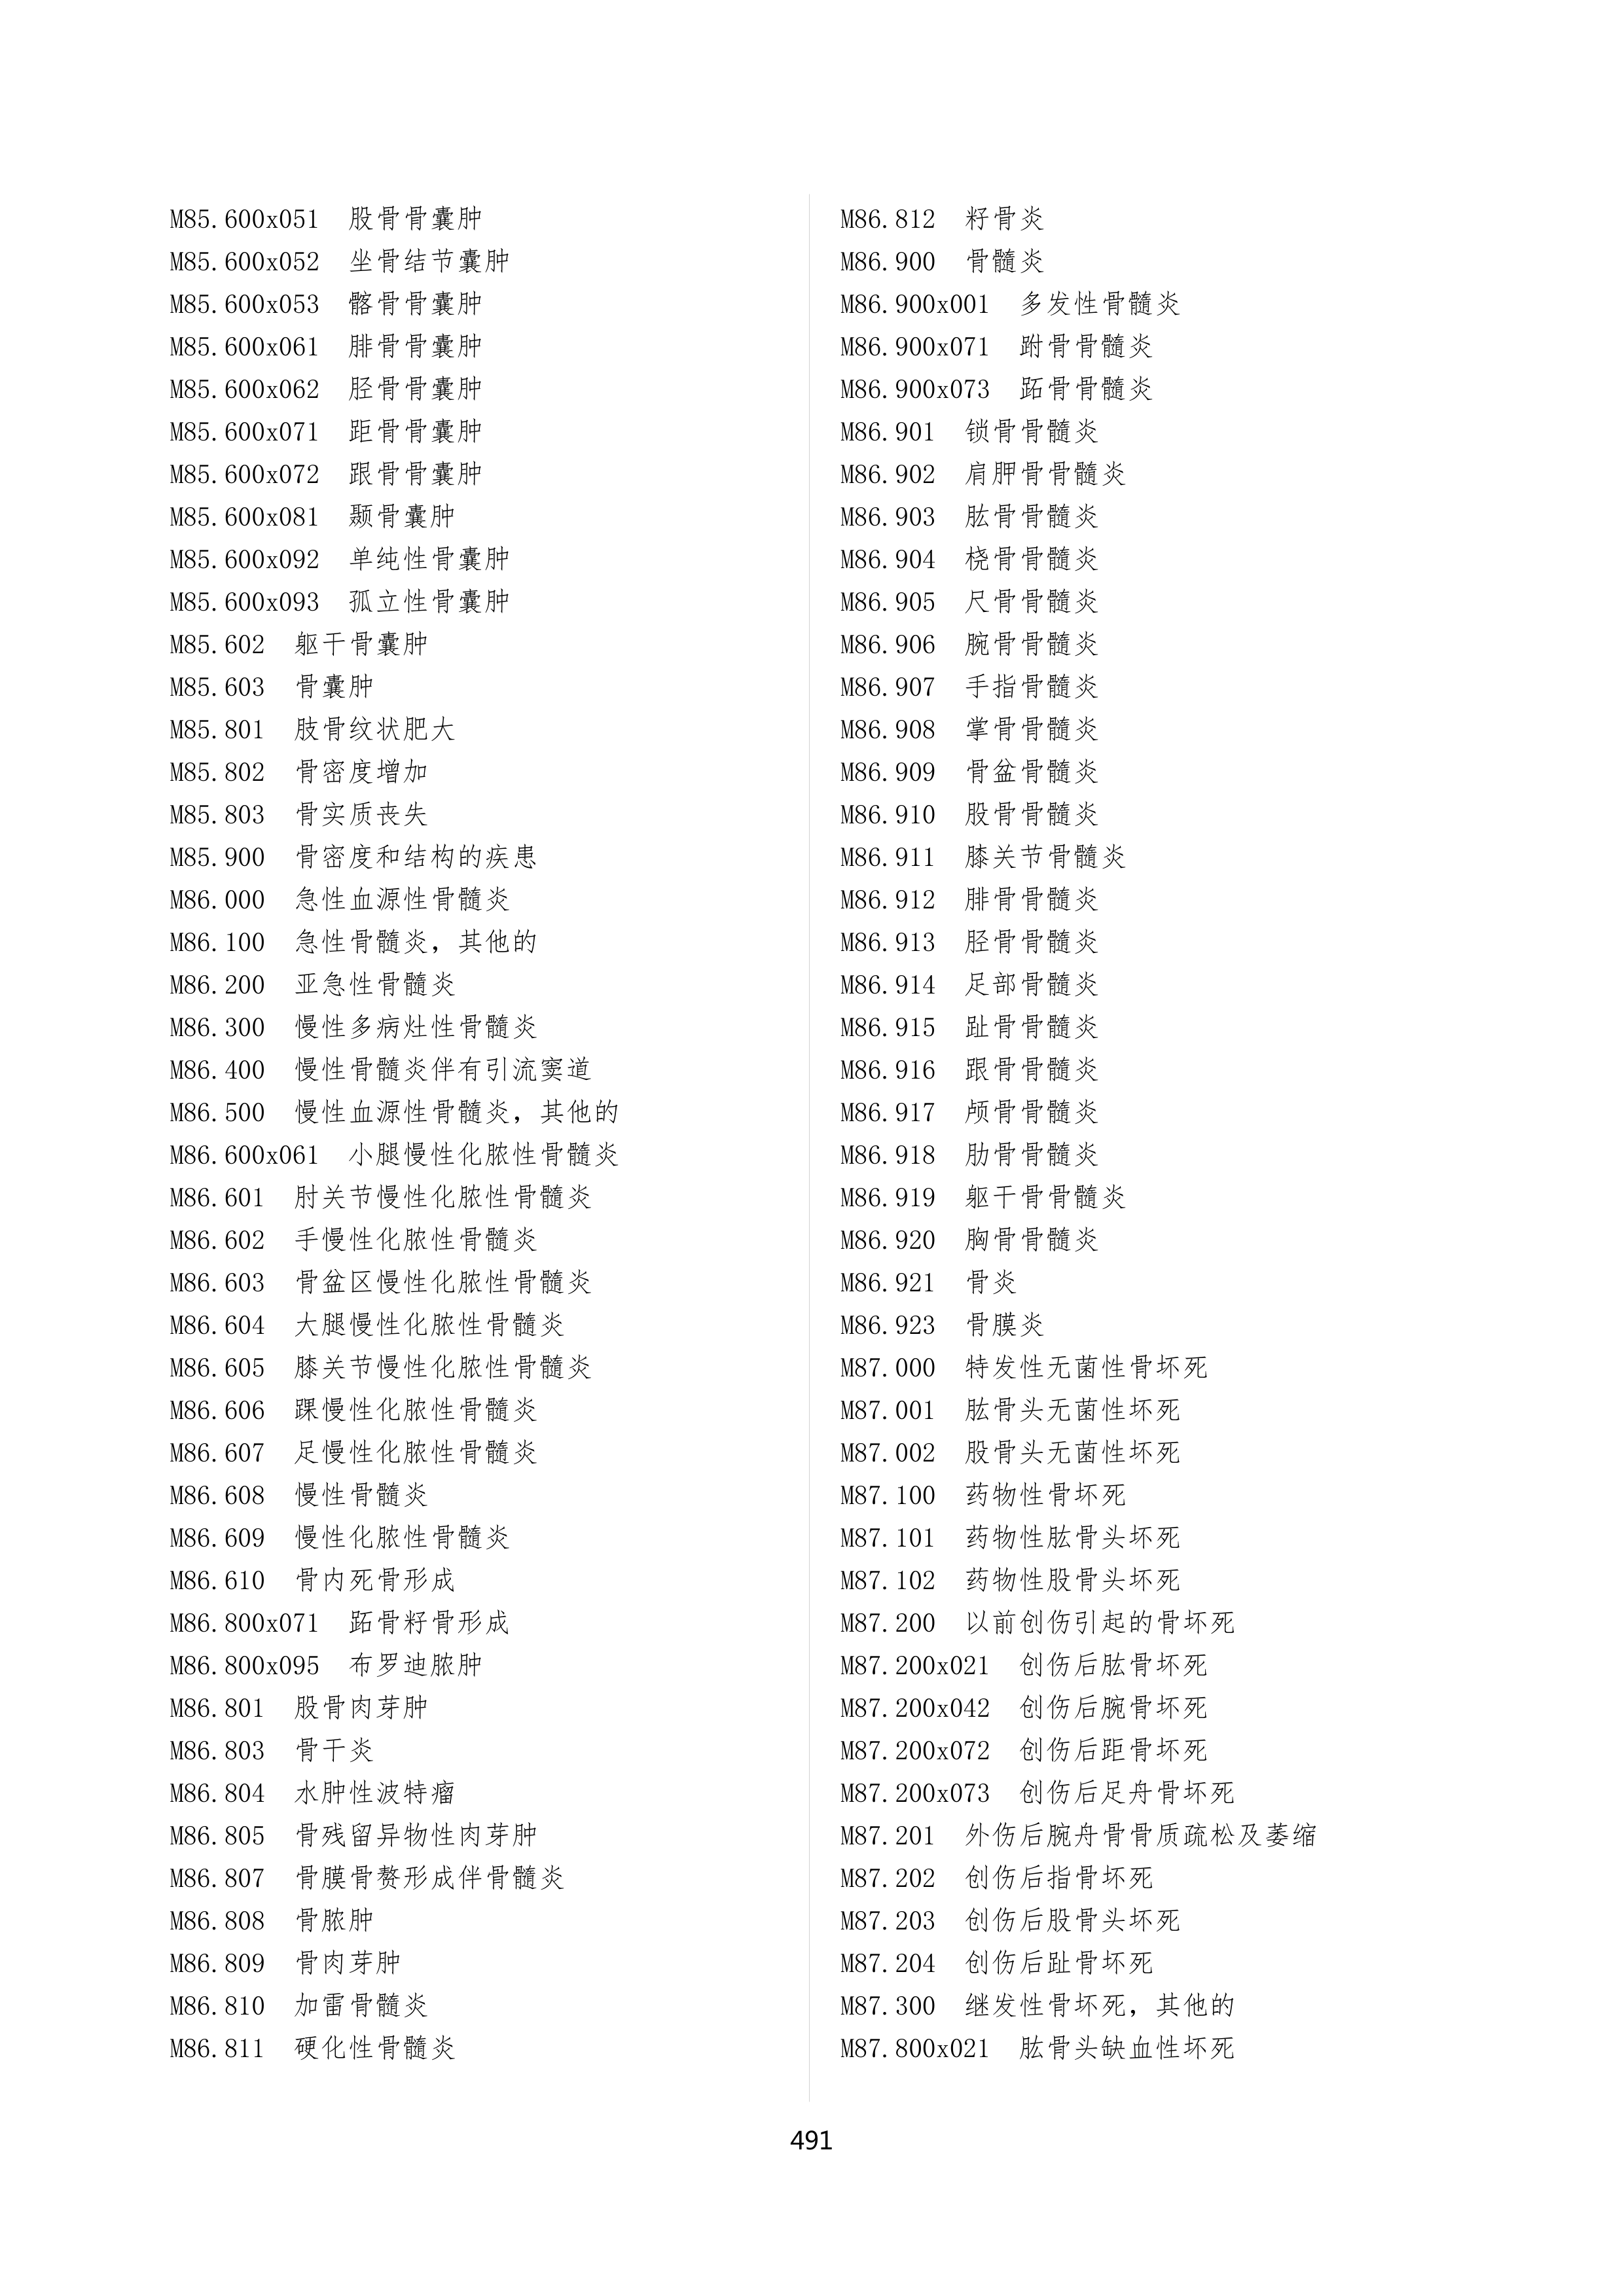 M85.600x051 股骨骨囊肿
M85.600x052 坐骨结节囊肿
M85.600x053 髂骨骨囊肿
M85.600x061 腓骨骨囊肿
M85.600x062 胫骨骨囊肿
M85.600x071 距骨骨囊肿
M85.600x072 跟骨骨囊肿
M85.600x081 颞骨囊肿
M85.600x092 单纯性骨囊肿
M85.600x093 孤立性骨囊肿
M85.602 躯干骨囊肿
M85.603 骨囊肿
M85.801 肢骨纹状肥大
M85.802 骨密度增加
M85.803 骨实质丧失
M85.900 骨密度和结构的疾患
M86.000 急性血源性骨髓炎
M86.100 急性骨髓炎，其他的
M86.200 亚急性骨髓炎
M86.300 慢性多病灶性骨髓炎
M86.400 慢性骨髓炎伴有引流窦道
M86.500 慢性血源性骨髓炎，其他的
M86.600x061 小腿慢性化脓性骨髓炎
M86.601 肘关节慢性化脓性骨髓炎
M86.602 手慢性化脓性骨髓炎
M86.603 骨盆区慢性化脓性骨髓炎
M86.604 大腿慢性化脓性骨髓炎
M86.605 膝关节慢性化脓性骨髓炎
M86.606 踝慢性化脓性骨髓炎
M86.607 足慢性化脓性骨髓炎
M86.608 慢性骨髓炎
M86.609 慢性化脓性骨髓炎
M86.610 骨内死骨形成
M86.800x071 跖骨籽骨形成
M86.800x095 布罗迪脓肿
M86.801 股骨肉芽肿
M86.803 骨干炎
M86.804 水肿性波特瘤
M86.805 骨残留异物性肉芽肿
M86.807 骨膜骨赘形成伴骨髓炎
M86.808 骨脓肿
M86.809 骨肉芽肿
M86.810 加雷骨髓炎
M86.811 硬化性骨髓炎
M86.812 籽骨炎
M86.900 骨髓炎
M86.900x001 多发性骨髓炎
M86.900x071 跗骨骨髓炎
M86.900x073 跖骨骨髓炎
M86.901 锁骨骨髓炎
M86.902 肩胛骨骨髓炎
M86.903 肱骨骨髓炎
M86.904 桡骨骨髓炎
M86.905 尺骨骨髓炎
M86.906 腕骨骨髓炎
M86.907 手指骨髓炎
M86.908 掌骨骨髓炎
M86.909 骨盆骨髓炎
M86.910 股骨骨髓炎
M86.911 膝关节骨髓炎
M86.912 腓骨骨髓炎
M86.913 胫骨骨髓炎
M86.914 足部骨髓炎
M86.915 趾骨骨髓炎
M86.916 跟骨骨髓炎
M86.917 颅骨骨髓炎
M86.918 肋骨骨髓炎
M86.919 躯干骨骨髓炎
M86.920 胸骨骨髓炎
M86.921 骨炎
M86.923 骨膜炎
M87.000 特发性无菌性骨坏死
M87.001 肱骨头无菌性坏死
M87.002 股骨头无菌性坏死
M87.100 药物性骨坏死
M87.101 药物性肱骨头坏死
M87.102 药物性股骨头坏死
M87.200 以前创伤引起的骨坏死
M87.200x021 创伤后肱骨坏死
M87.200x042 创伤后腕骨坏死
M87.200x072 创伤后距骨坏死
M87.200x073 创伤后足舟骨坏死
M87.201 外伤后腕舟骨骨质疏松及萎缩
M87.202 创伤后指骨坏死
M87.203 创伤后股骨头坏死
M87.204 创伤后趾骨坏死
M87.300 继发性骨坏死，其他的
M87.800x021 肱骨头缺血性坏死
491